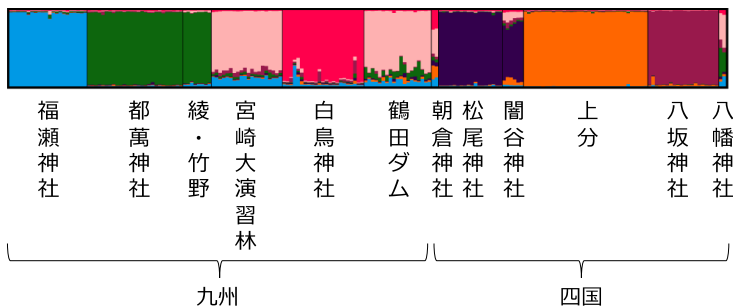 福瀬神社
都萬神社
綾・竹野
宮崎大演習林
白鳥神社
鶴田ダム
朝倉神社
松尾神社
闇谷神社
上分
八坂神社
八幡神社
九州
四国